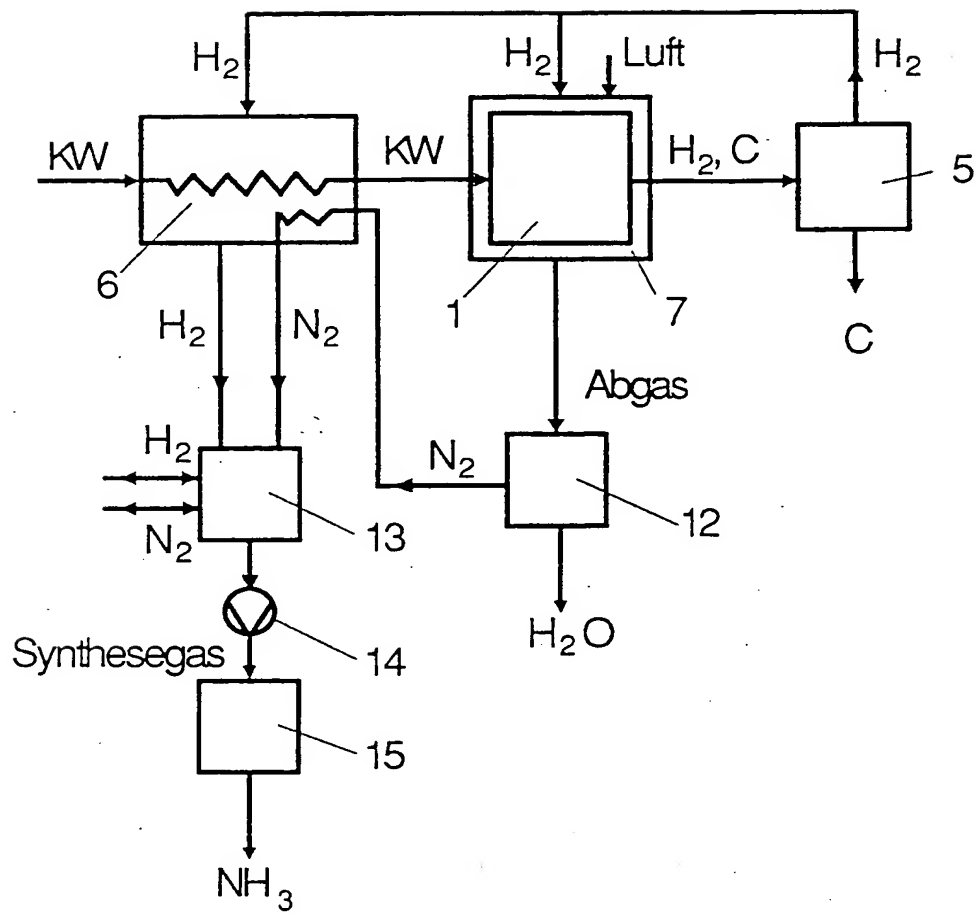 H₂
H₂
Luft
H₂
KW
KW
H₂, C
5
6
1
7
H₂
N₂
C
Abgas
H₂
N₂
N₂
13
12
Synthesegas
14
H₂O
15
NH₃